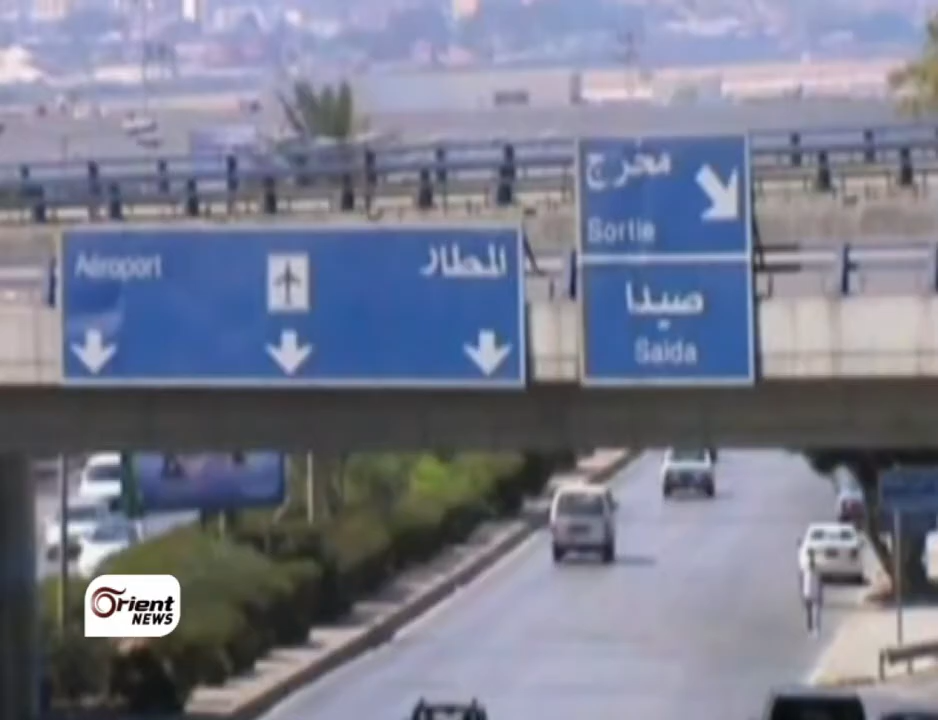 Aéroport المطار
مخرج
Sortie
صيدا
Saida
Orient
NEWS